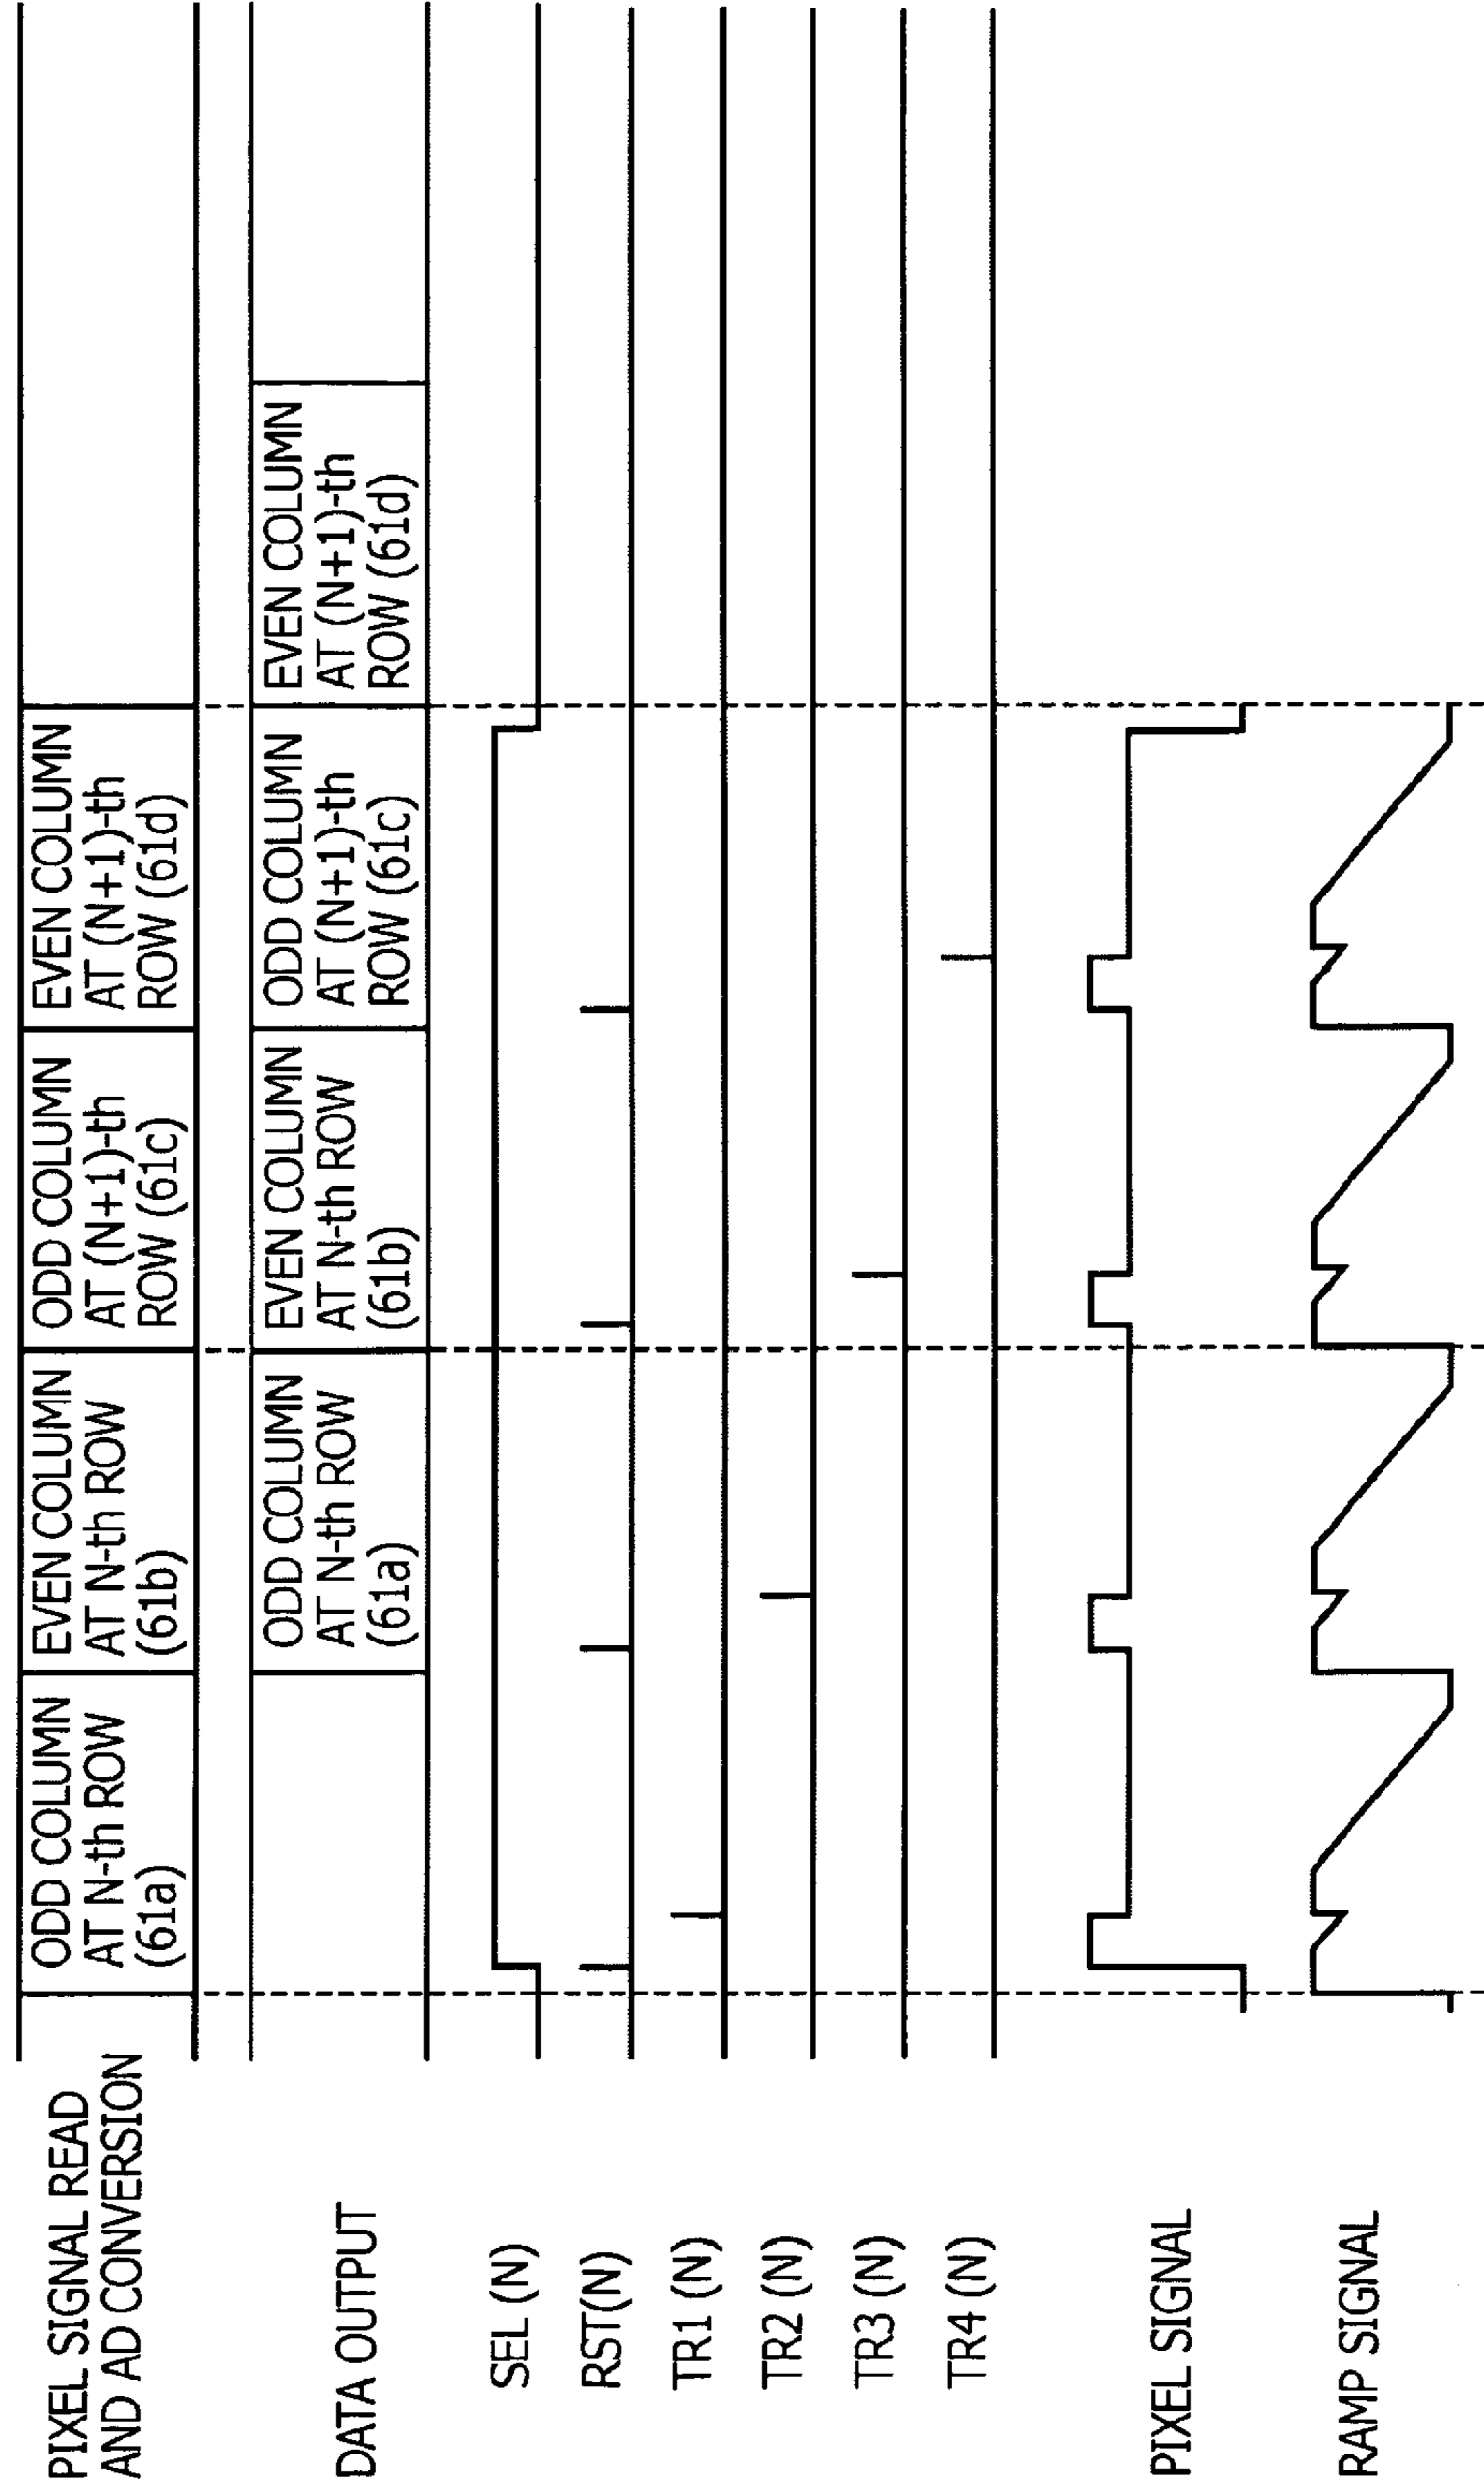 PIXEL SIGNAL READ
AND AD CONVERSION
ODD COLUMN
AT N-th ROW
(61a)
EVEN COLUMN
AT N-th ROW
(61b)
ODD COLUMN
AT (N+1)-th
ROW (61c)
EVEN COLUMN
AT (N+1)-th
ROW (61d)
DATA OUTPUT
ODD COLUMN
AT N-th ROW
(61a)
EVEN COLUMN
AT N-th ROW
(61b)
ODD COLUMN
AT (N+1)-th
ROW (61c)
EVEN COLUMN
AT (N+1)-th
ROW (61d)
SEL (N)
RST(N)
TR1 (N)
TR2 (N)
TR3 (N)
TR4 (N)
PIXEL SIGNAL
RAMP SIGNAL